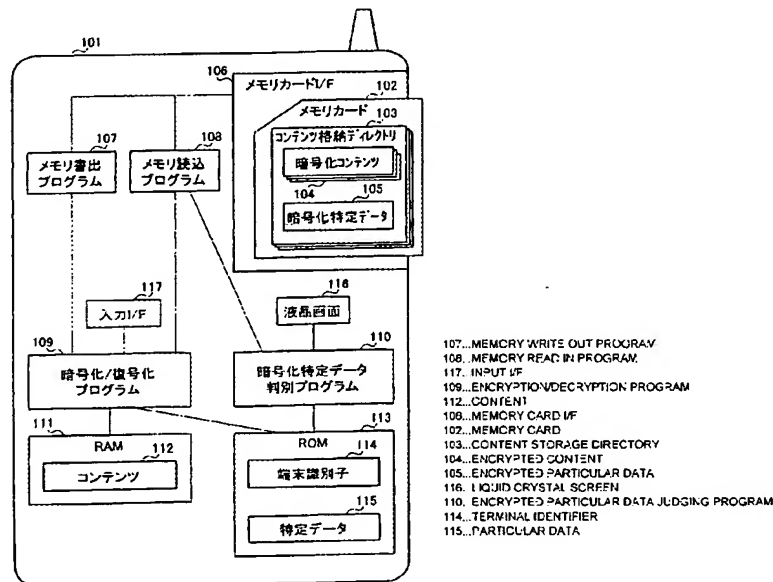 101
106
メモリカードI/F
102
メモリカード
103
コンテンツ格納ディレクトリ
暗号化コンテンツ
104
105
暗号化特定データ
107
メモリ書出
プログラム
108
メモリ読込
プログラム
117
入力I/F
116
液晶画面
109
暗号化/復号化
プログラム
110
暗号化特定データ
判別プログラム
111
RAM
112
コンテンツ
113
ROM
114
端末識別子
115
特定データ
107...MEMORY WRITE OUT PROGRAM
108...MEMORY READ IN PROGRAM
117...INPUT I/F
109...ENCRYPTION/DECRYPTION PROGRAM
112...CONTENT
106...MEMORY CARD I/F
102...MEMORY CARD
103...CONTENT STORAGE DIRECTORY
104...ENCRYPTED CONTENT
105...ENCRYPTED PARTICULAR DATA
116...LIQUID CRYSTAL SCREEN
110...ENCRYPTED PARTICULAR DATA JUDGING PROGRAM
114...TERMINAL IDENTIFIER
115...PARTICULAR DATA